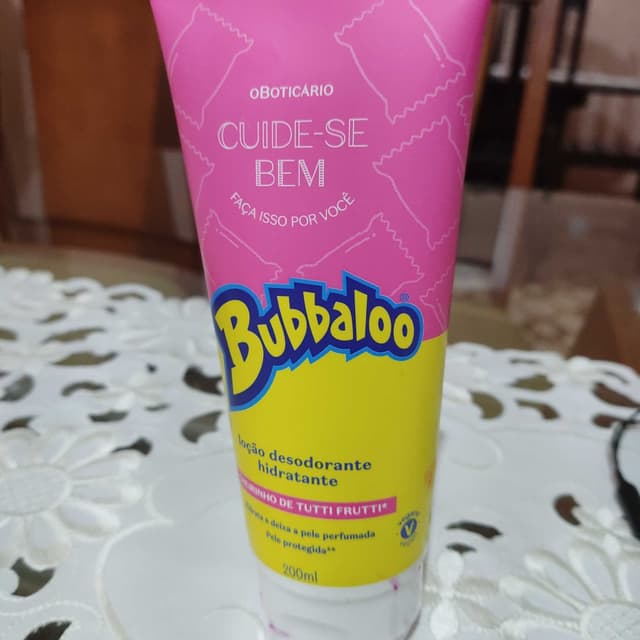 oBOTICÁRIO
CUIDE-SE
BEM
FAÇA ISSO POR VOCÊ
Bubbaloo®
loção desodorante
hidratante
DE TUTTI FRUTTI*
e deixa a pele perfumada
Pele protegida**
200ml